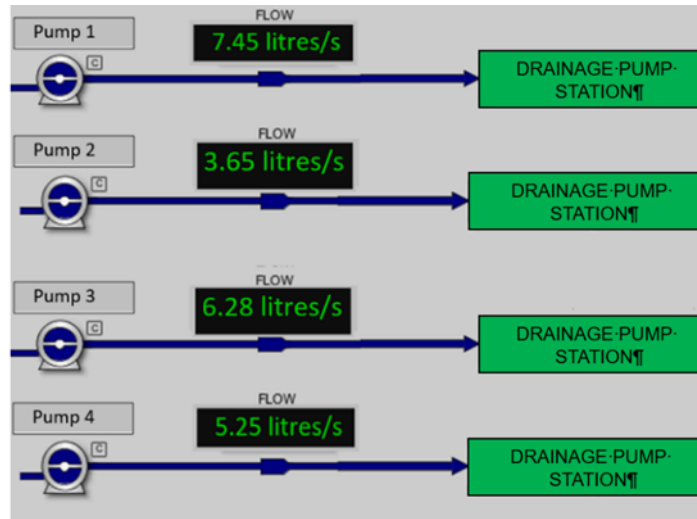 Pump 1
FLOW
7.45 litres/s
C
DRAINAGE·PUMP·
STATION¶
Pump 2
FLOW
3.65 litres/s
C
DRAINAGE·PUMP·
STATION¶
Pump 3
6.28 litres/s
C
DRAINAGE·PUMP·
STATION¶
Pump 4
FLOW
5.25 litres/s
C
DRAINAGE·PUMP·
STATION¶